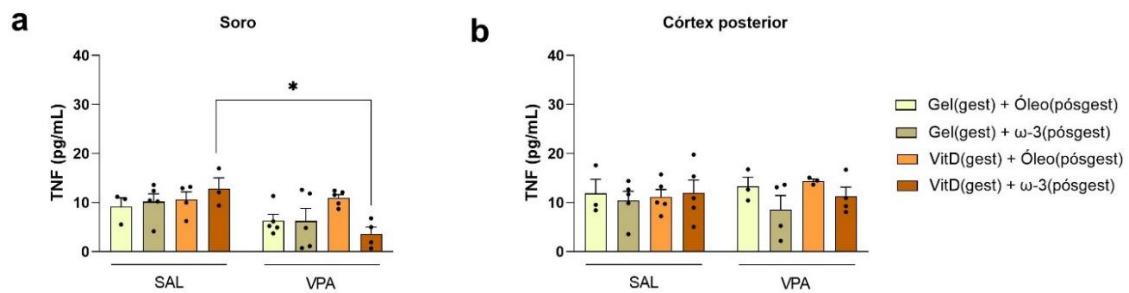 a
Soro
TNF (pg/mL)
40
30
20
10
0
*
SAL
VPA
b
Córtex posterior
TNF (pg/mL)
40
30
20
10
0
SAL
VPA
Gel(gest) + Óleo(pósgest)
Gel(gest) + ω-3(pósgest)
VitD(gest) + Óleo(pósgest)
VitD(gest) + ω-3(pósgest)